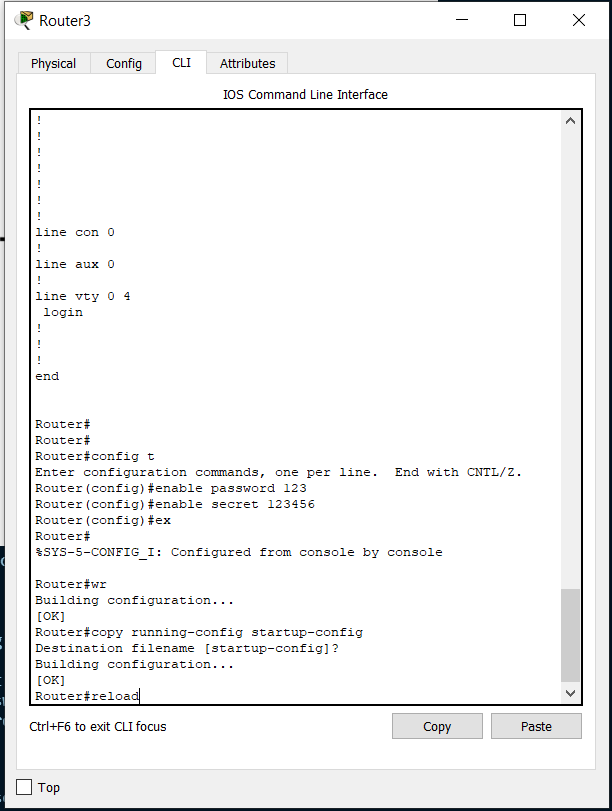 Router3
Physical Config CLI Attributes
IOS Command Line Interface
!
!
!
!
!
!
!
line con 0
!
line aux 0
!
line vty 0 4
 login
!
!
!
end
Router#
Router#
Router#config t
Enter configuration commands, one per line.  End with CNTL/Z.
Router(config)#enable password 123
Router(config)#enable secret 123456
Router(config)#ex
Router#
%SYS-5-CONFIG_I: Configured from console by console
Router#wr
Building configuration...
[OK]
Router#copy running-config startup-config
Destination filename [startup-config]?
Building configuration...
[OK]
Router#reload
Ctrl+F6 to exit CLI focus
Copy Paste
Top